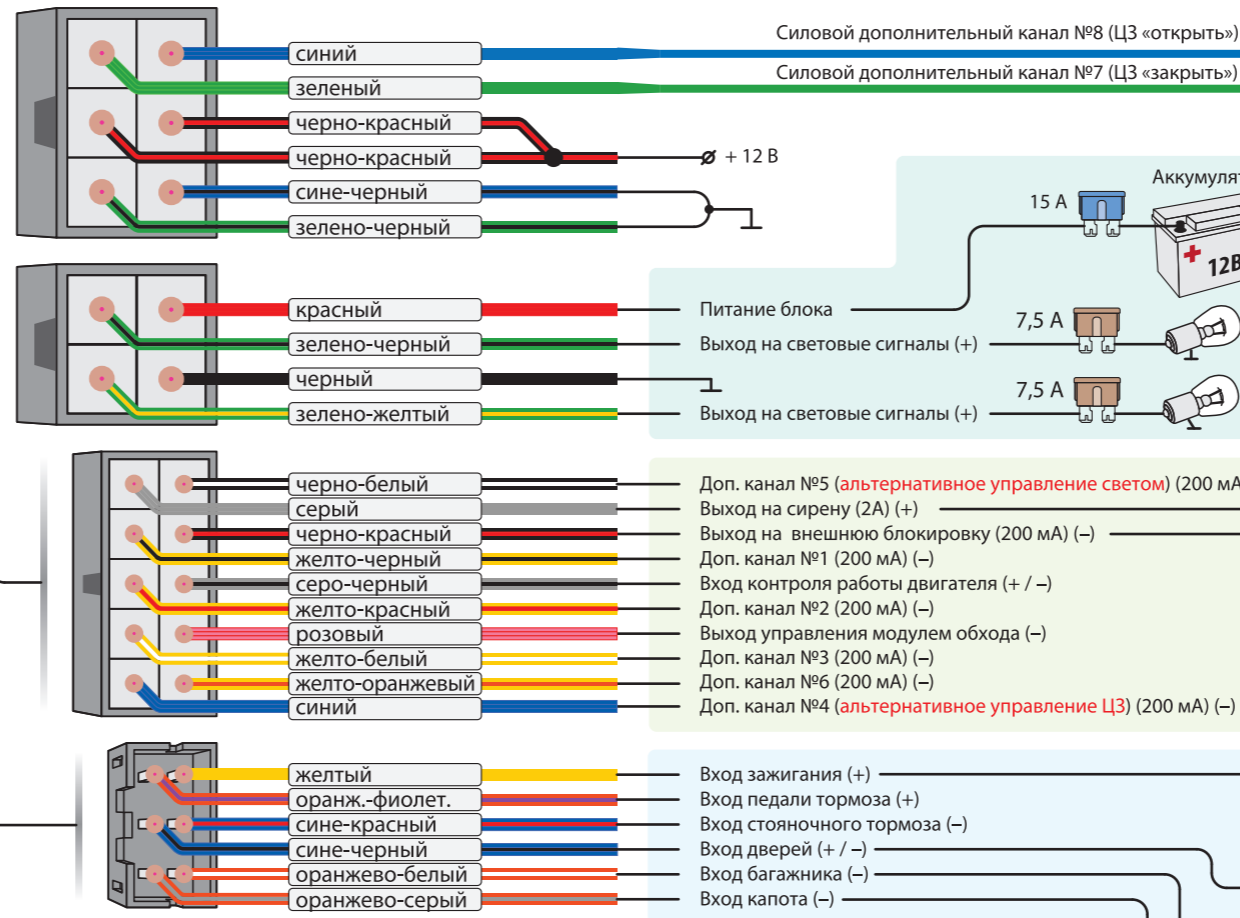 Силовой дополнительный канал №8 (ЦЗ «открыть»)
синий
Силовой дополнительный канал №7 (ЦЗ «закрыть»)
зеленый
черно-красный
черно-красный
+ 12 В
сине-черный
зелено-черный
15 А
12В
красный
Питание блока
7,5 А
зелено-черный
Выход на световые сигналы (+)
черный
7,5 А
зелено-желтый
Выход на световые сигналы (+)
черно-белый
Доп. канал №5 (альтернативное управление светом) (200 мА
серый
Выход на сирену (2А) (+)
черно-красный
Выход на внешнюю блокировку (200 мА) (–)
желто-черный
Доп. канал №1 (200 мА) (–)
серо-черный
Вход контроля работы двигателя (+ / –)
желто-красный
Доп. канал №2 (200 мА) (–)
розовый
Выход управления модулем обхода (–)
желто-белый
Доп. канал №3 (200 мА) (–)
желто-оранжевый
Доп. канал №6 (200 мА) (–)
синий
Доп. канал №4 (альтернативное управление ЦЗ) (200 мА) (–)
желтый
Вход зажигания (+)
оранж.-фиолет.
Вход педали тормоза (+)
сине-красный
Вход стояночного тормоза (–)
сине-черный
Вход дверей (+ / –)
оранжево-белый
Вход багажника (–)
оранжево-серый
Вход капота (–)